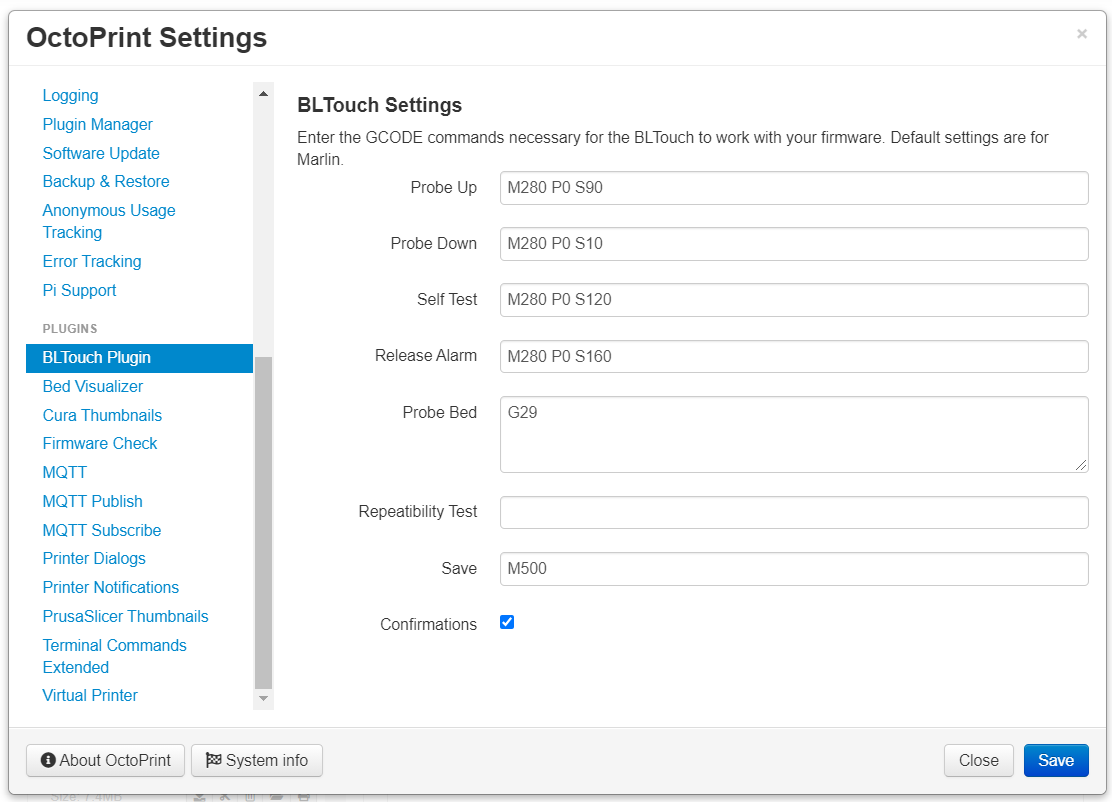 OctoPrint Settings
×
Logging
Plugin Manager
Software Update
Backup & Restore
Anonymous Usage
Tracking
Error Tracking
Pi Support
PLUGINS
BLTouch Plugin
Bed Visualizer
Cura Thumbnails
Firmware Check
MQTT
MQTT Publish
MQTT Subscribe
Printer Dialogs
Printer Notifications
PrusaSlicer Thumbnails
Terminal Commands
Extended
Virtual Printer
BLTouch Settings
Enter the GCODE commands necessary for the BLTouch to work with your firmware. Default settings are for
Marlin.
Probe Up M280 P0 S90
Probe Down M280 P0 S10
Self Test M280 P0 S120
Release Alarm M280 P0 S160
Probe Bed G29
Repeatibility Test
Save M500
Confirmations
About OctoPrint System info Close Save
Size: 7.4MB